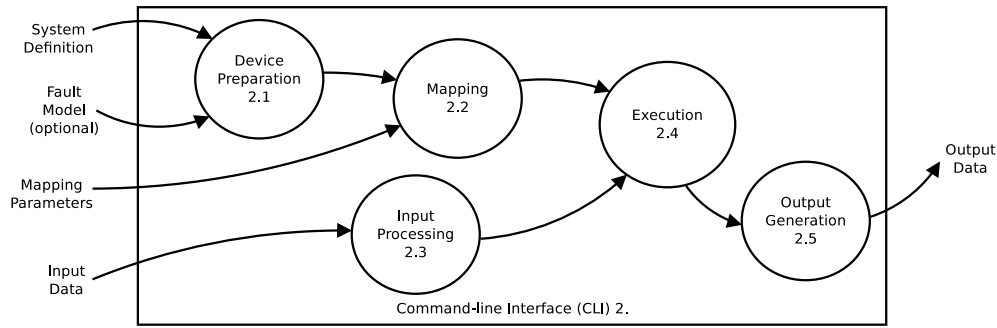 System
Definition
Fault
Model
(optional)
Mapping
Parameters
Input
Data
Device
Preparation
2.1
Mapping
2.2
Input
Processing
2.3
Execution
2.4
Output
Generation
2.5
Output
Data
Command-line Interface (CLI) 2.